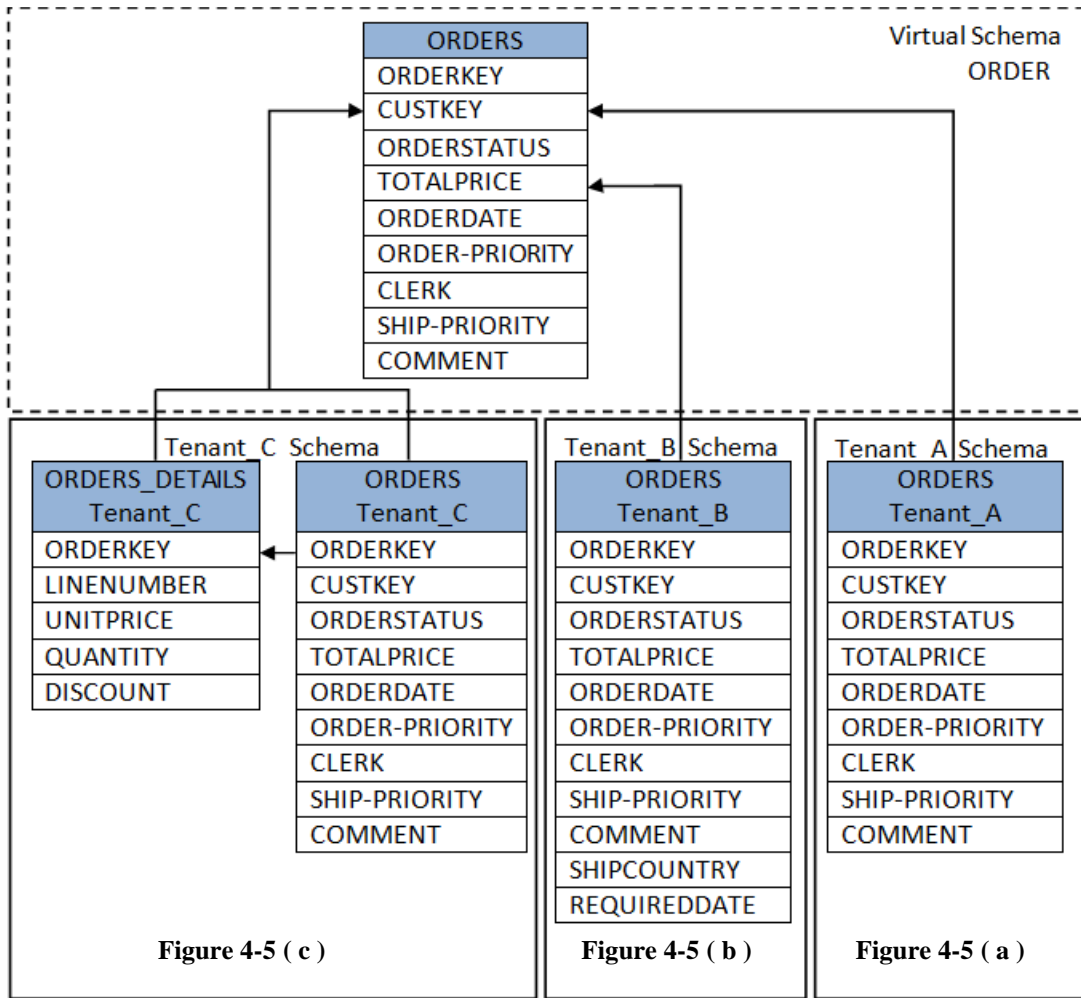 Virtual Schema
ORDER
ORDERS
ORDERKEY
CUSTKEY
ORDERSTATUS
TOTALPRICE
ORDERDATE
ORDER-PRIORITY
CLERK
SHIP-PRIORITY
COMMENT
Tenant_C Schema
ORDERS_DETAILS
Tenant_C
ORDERKEY
LINENUMBER
UNITPRICE
QUANTITY
DISCOUNT
ORDERS
Tenant_C
ORDERKEY
CUSTKEY
ORDERSTATUS
TOTALPRICE
ORDERDATE
ORDER-PRIORITY
CLERK
SHIP-PRIORITY
COMMENT
Figure 4-5 ( c )
Tenant_B Schema
ORDERS
Tenant_B
ORDERKEY
CUSTKEY
ORDERSTATUS
TOTALPRICE
ORDERDATE
ORDER-PRIORITY
CLERK
SHIP-PRIORITY
COMMENT
SHIPCOUNTRY
REQUIREDDATE
Figure 4-5 ( b )
Tenant_A Schema
ORDERS
Tenant_A
ORDERKEY
CUSTKEY
ORDERSTATUS
TOTALPRICE
ORDERDATE
ORDER-PRIORITY
CLERK
SHIP-PRIORITY
COMMENT
Figure 4-5 ( a )